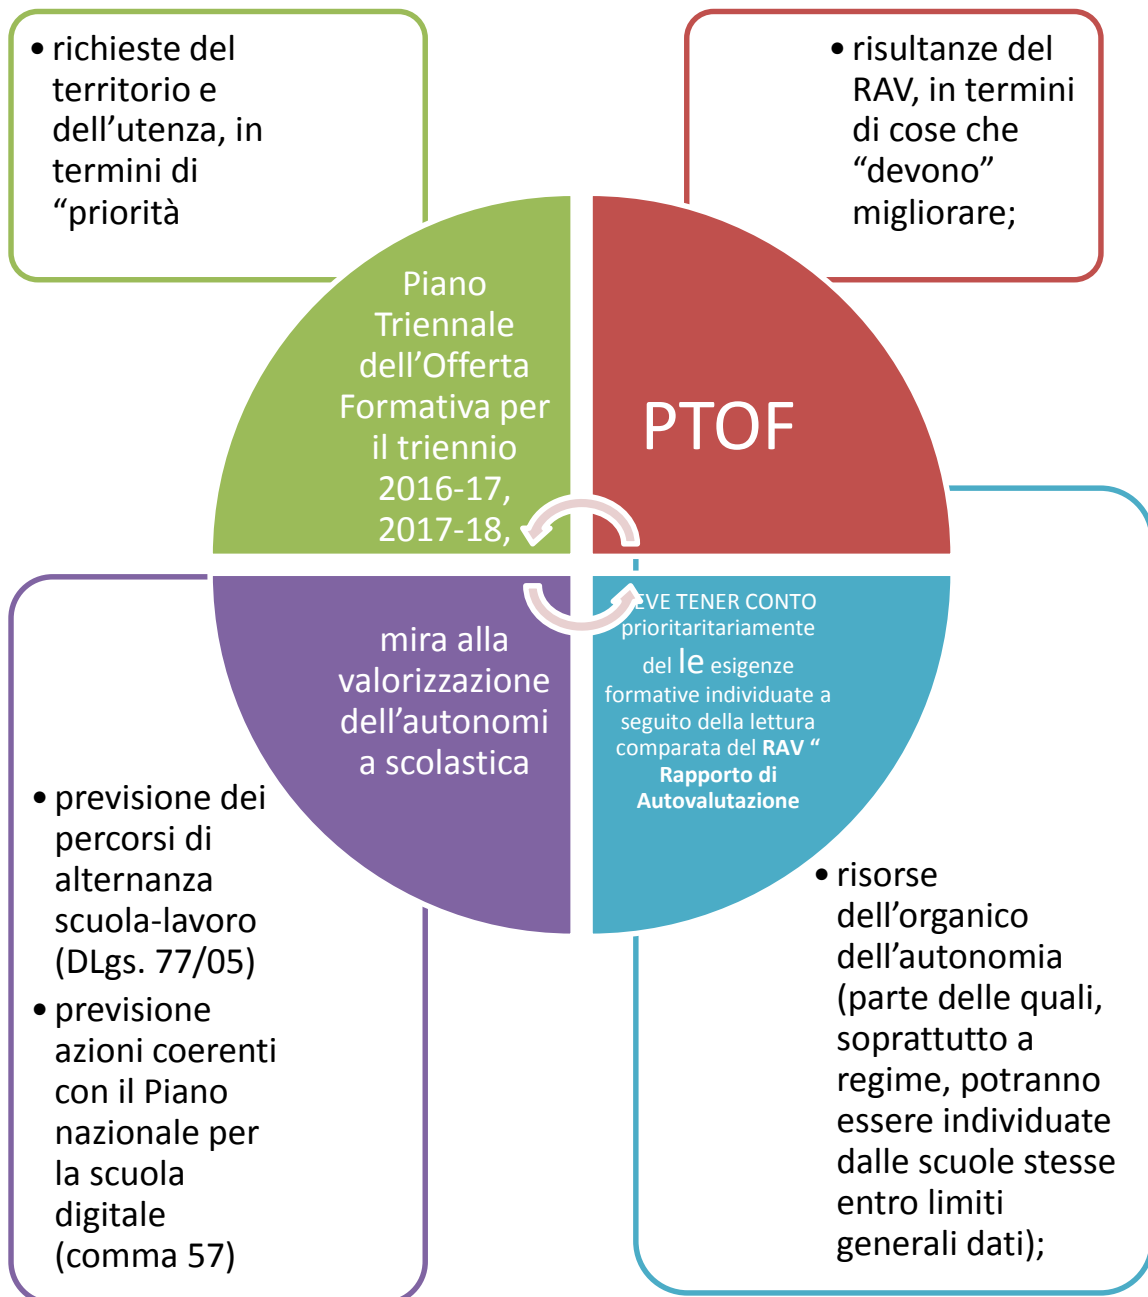 • richieste del
territorio e
dell’utenza, in
termini di
“priorità
• risultanze del
RAV, in termini
di cose che
“devono”
migliorare;
Piano
Triennale
dell’Offerta
Formativa per
il triennio
2016-17,
2017-18,
PTOF
mira alla
valorizzazione
dell’autonomi
a scolastica
EVE TENER CONTO
prioritaritariamente
del le esigenze
formative individuate a
seguito della lettura
comparata del RAV “
Rapporto di
Autovalutazione
• previsione dei
percorsi di
alternanza
scuola-lavoro
(DLgs. 77/05)
• previsione
azioni coerenti
con il Piano
nazionale per
la scuola
digitale
(comma 57)
• risorse
dell’organico
dell’autonomia
(parte delle quali,
soprattutto a
regime, potranno
essere individuate
dalle scuole stesse
entro limiti
generali dati);